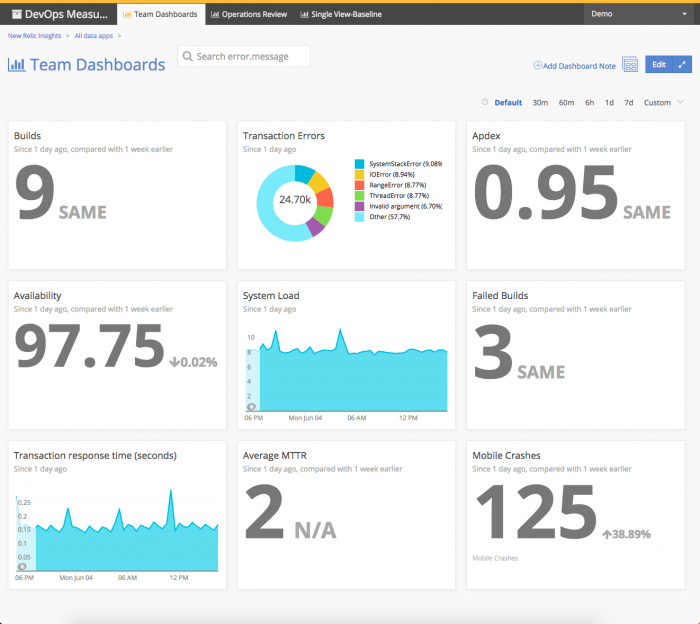 DevOps Measu...
Team Dashboards
Operations Review
Single View-Baseline
Demo
New Relic Insights > All data apps >
Team Dashboards
Search error.message
Add Dashboard Note
Edit
Default 30m 60m 6h 1d 7d Custom
Builds
Since 1 day ago, compared with 1 week earlier
9 SAME
Transaction Errors
Since 1 day ago
24.70k
SystemStackError (9.08%
IOError (8.94%)
RangeError (8.77%)
ThreadError (8.77%)
Invalid argument (6.70%)
Other (57.7%)
Apdex
Since 1 day ago, compared with 1 week earlier
0.95 SAME
Availability
Since 1 day ago, compared with 1 week earlier
97.75 0.02%
System Load
Since 1 day ago
10
8
6
4
2
06 PM Mon Jun 04 06 AM 12 PM
Failed Builds
Since 1 day ago, compared with 1 week earlier
3 SAME
Transaction response time (seconds)
Since 1 day ago
0.25
0.2
0.15
0.1
0.05
06 PM Mon Jun 04 06 AM 12 PM
Average MTTR
Since 1 day ago, compared with 1 week earlier
2 N/A
Mobile Crashes
Since 1 day ago, compared with 1 week earlier
125 38.89%
Mobile Crashes